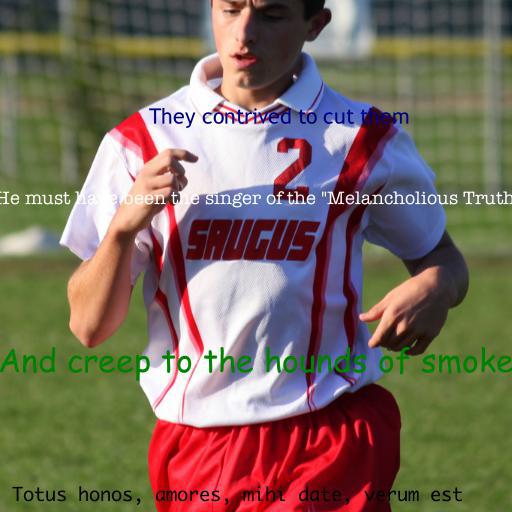 They contrived to cut them
2
He must have been the singer of the "Melancholious Truth
SAUGUS
And creep to the hounds of smoke
Totus honos, amores, mihi date, verum est